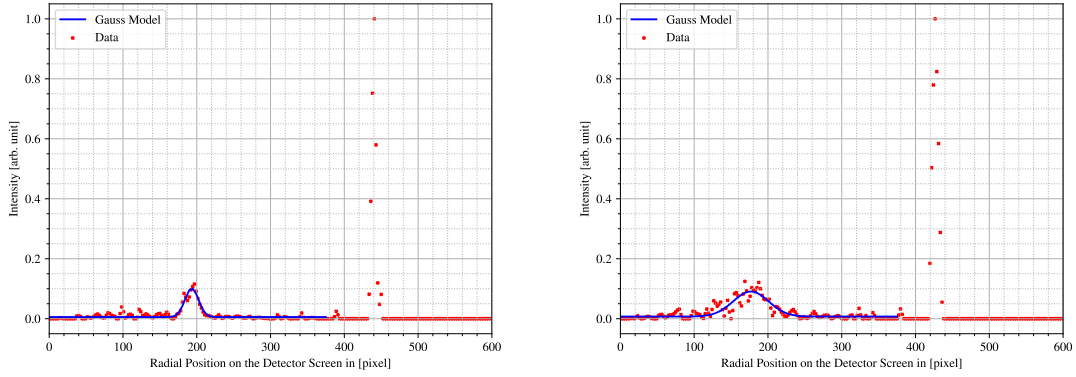 Gauss Model
Data
1.0
0.8
0.6
0.4
0.2
0.0
Intensity [arb. unit]
0 100 200 300 400 500 600
Radial Position on the Detector Screen in [pixel]
Gauss Model
Data
1.0
0.8
0.6
0.4
0.2
0.0
Intensity [arb. unit]
0 100 200 300 400 500 600
Radial Position on the Detector Screen in [pixel]